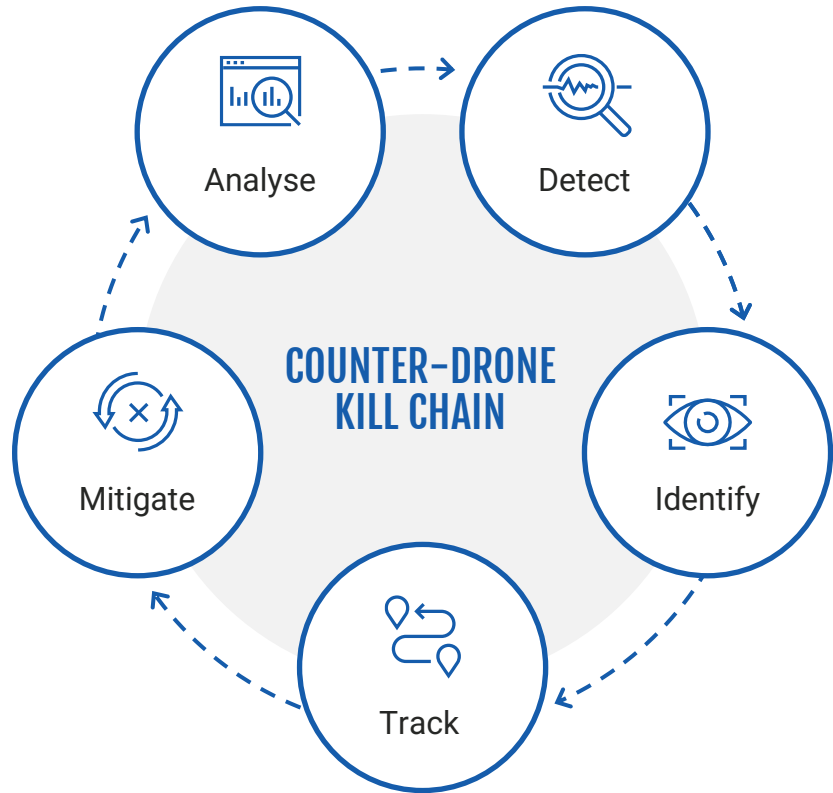 Analyse
Detect
COUNTER-DRONE
KILL CHAIN
Mitigate
Identify
Track